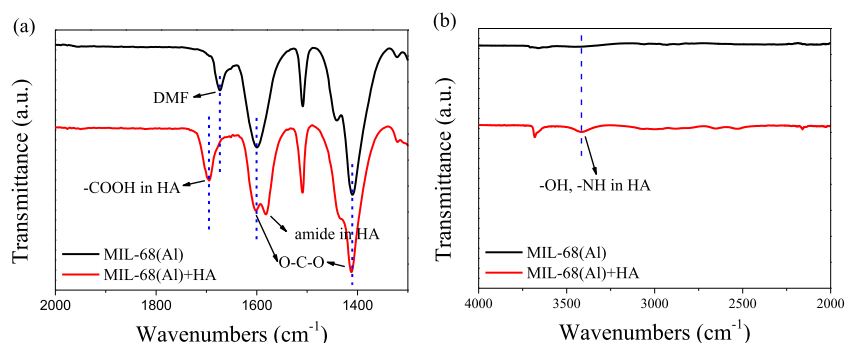 (a)
Transmittance (a.u.)
DMF
-COOH in HA
amide in HA
O-C-O
MIL-68(Al)
MIL-68(Al)+HA
2000 1800 1600 1400
Wavenumbers (cm⁻¹)
(b)
Transmittance (a.u.)
-OH, -NH in HA
MIL-68(Al)
MIL-68(Al)+HA
4000 3500 3000 2500 2000
Wavenumbers (cm⁻¹)